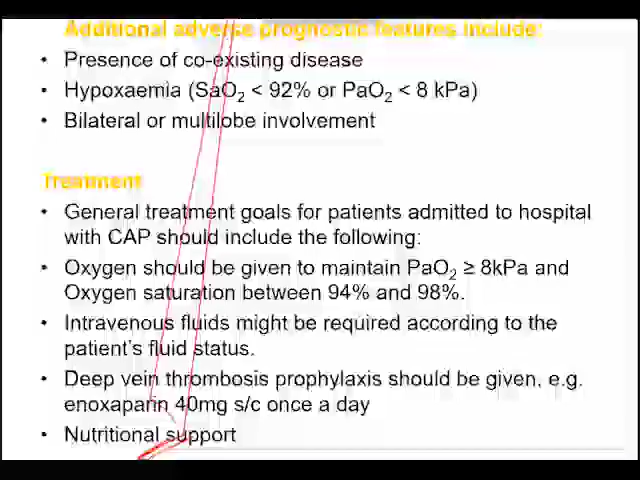 Additional adverse prognostic features include:
• Presence of co-existing disease
• Hypoxaemia (SaO2 < 92% or PaO2 < 8 kPa)
• Bilateral or multilobe involvement
Treatment
• General treatment goals for patients admitted to hospital
with CAP should include the following:
• Oxygen should be given to maintain PaO2 ≥ 8kPa and
Oxygen saturation between 94% and 98%.
• Intravenous fluids might be required according to the
patient's fluid status.
• Deep vein thrombosis prophylaxis should be given, e.g.
enoxaparin 40mg s/c once a day
• Nutritional support